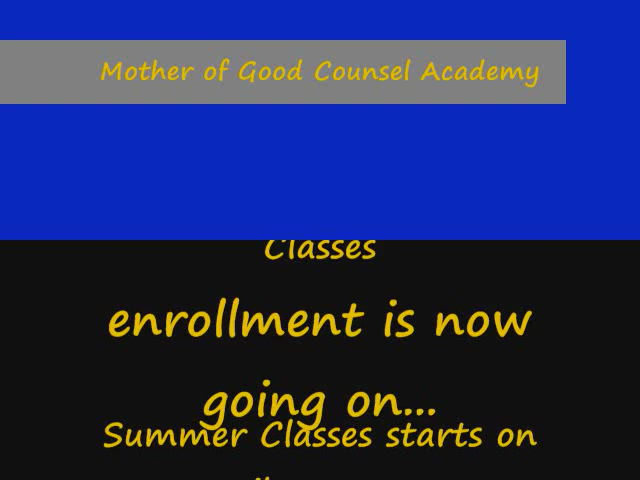 Mother of Good Counsel Academy
Classes
enrollment is now
going on...
Summer Classes starts on